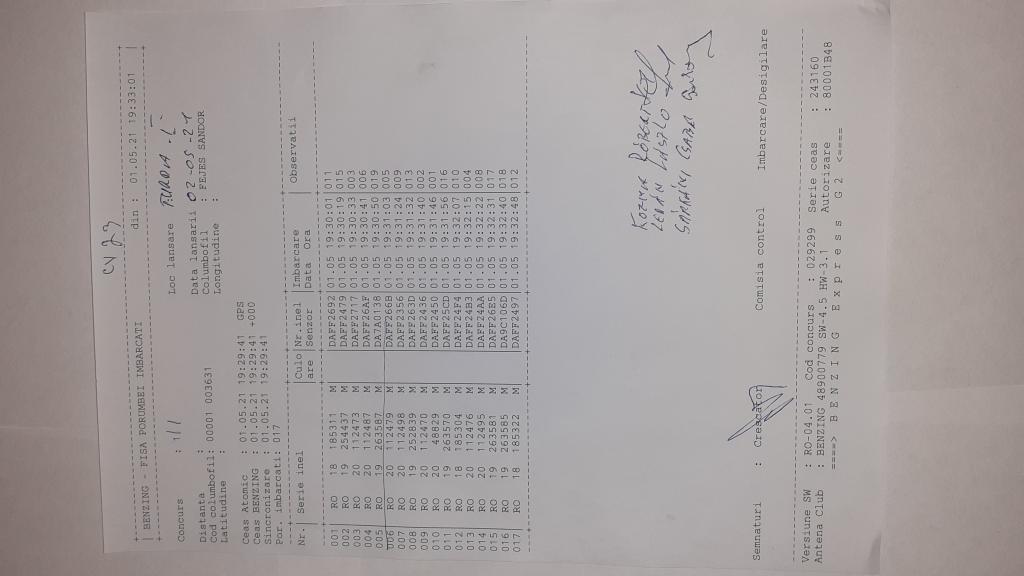 CV 23
BENZING - FISA PORUMBEI IMBARCATI din : 01.05.21 19:33:01
Concurs : 1/1 Loc lansare TURDA -
Data lansarii 02-05-21
Distanta : Columbofil : FEJES SANDOR
Cod columbofil: 00001 003631 Longitudine :
Latitudine :
Ceas Atomic : 01.05.21 19:29:41 GPS
Ceas BENZING : 01.05.21 19:29:41 +000
Sincronizare : 01.05.21 19:29:41
Por. imbarcati: 017
Nr. | Serie inel |Culo|Nr.inel |Imbarcare |Observatii
|are |Senzor |Data Ora |
001 RO 18 185311 M DAFF2692 01.05 19:30:01 011
002 RO 19 254437 M DAFF2479 01.05 19:30:19 015
003 RO 20 112473 M DAFF2717 01.05 19:30:33 003
004 RO 20 112487 M DAFF26AF 01.05 19:30:41 006
005 RO 19 263587 M DA7A0138 01.05 19:30:50 019
006 RO 20 112479 M DAFF266B 01.05 19:31:03 005
007 RO 20 112498 M DAFF2356 01.05 19:31:24 009
008 RO 19 252839 M DAFF263D 01.05 19:31:32 013
009 RO 20 112470 M DAFF2436 01.05 19:31:40 002
010 RO 20 48829 M DAFF2450 01.05 19:31:46 001
011 RO 19 263570 M DAFF25CD 01.05 19:31:56 016
012 RO 18 185304 M DAFF24F4 01.05 19:32:07 010
013 RO 20 112476 M DAFF24B3 01.05 19:32:15 004
014 RO 20 112495 M DAFF24AA 01.05 19:32:22 008
015 RO 19 263581 M DAFF26E5 01.05 19:32:31 017
016 RO 19 263585 M DA9C106D 01.05 19:32:40 018
017 RO 18 185322 M DAFF2497 01.05 19:32:48 012
LASZLO
CSABA
Semnaturi : Crescator Comisia control Imbarcare/Desigilare
Versiune SW : RO-04.01 Cod concurs : 029299 Serie ceas : 243160
Antena Club : BENZING 48900779 SW-4.5 HW-3.1 Autorizare : 80001B48
====> B E N Z I N G E x p r e s s G 2 <====